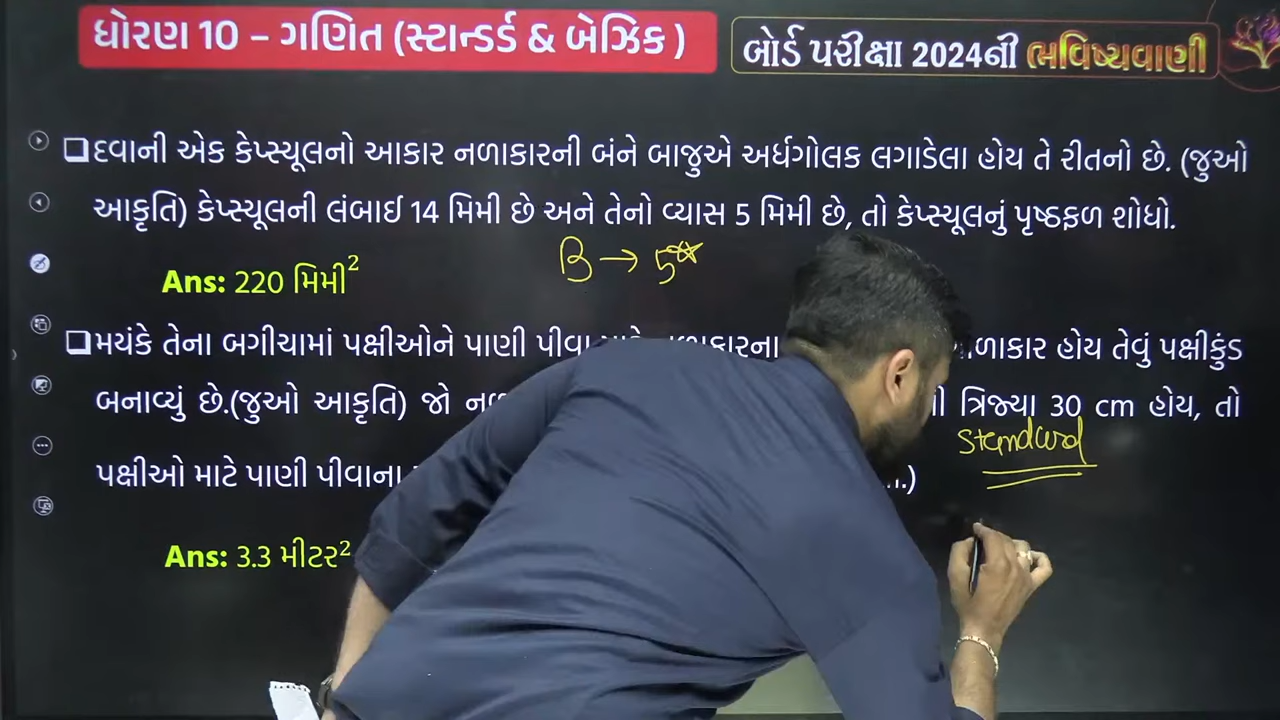 ધોરણ 10 – ગણિત (સ્ટાન્ડર્ડ & બેઝિક )
બોર્ડ પરીક્ષા 2024ની ભવિષ્યવાણી
દવાની એક કેપ્સ્યૂલનો આકાર નળાકારની બંને બાજુએ અર્ધગોલક લગાડેલા હોય તે રીતનો છે. (જુઓ
આકૃતિ) કેપ્સ્યૂલની લંબાઈ 14 મિમી છે અને તેનો વ્યાસ 5 મિમી છે, તો કેપ્સ્યૂલનું પૃષ્ઠફળ શોધો.
B → 5
Ans: 220 મિમી²
મયંકે તેના બગીચામાં પક્ષીઓને પાણી હોય તેવું પક્ષીકુંડ
બનાવ્યું છે.(જુઓ આકૃતિ) જો ત્રિજ્યા 30 cm હોય, તો
Standard
પક્ષીઓ માટે પાણી પીવાના
Ans: 3.3 મીટર²